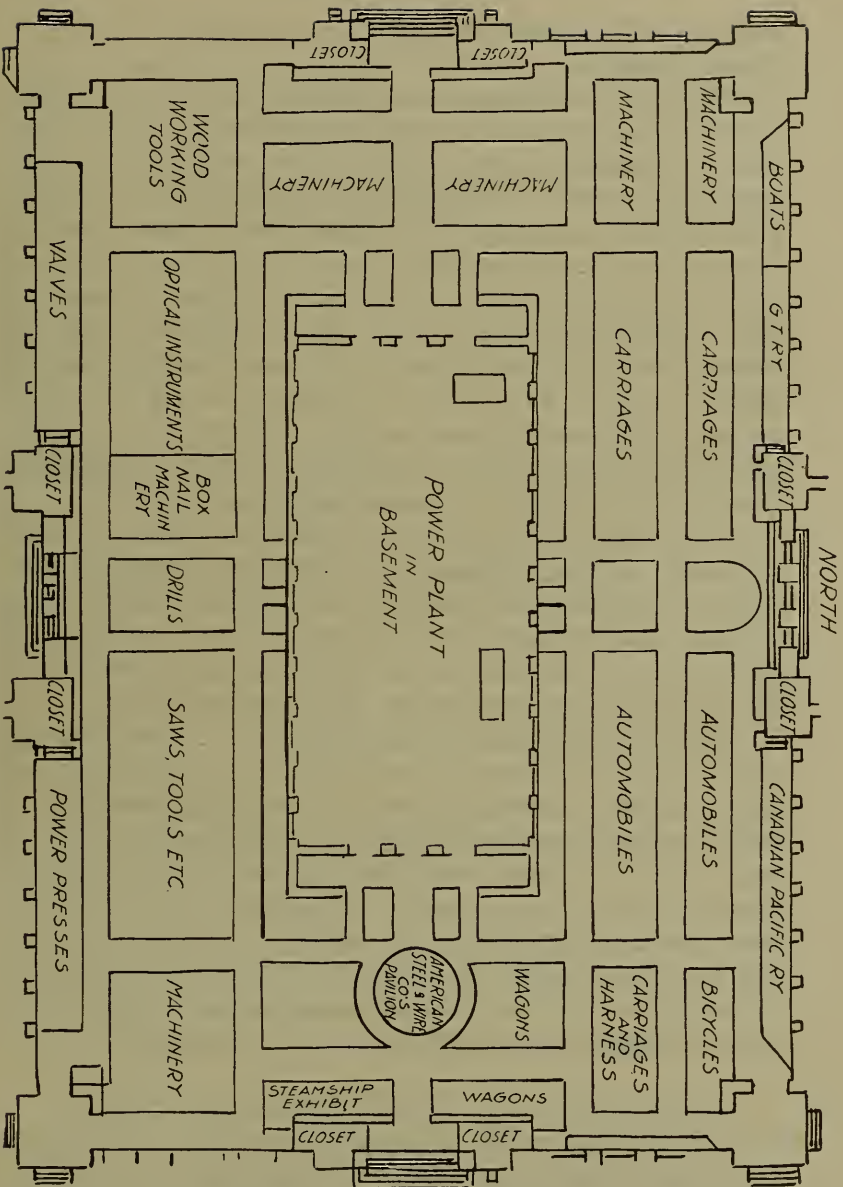 NORTH
CLOSET
CLOSET
WOOD
WORKING
TOOLS
MACHINERY
MACHINERY
MACHINERY
MACHINERY
BOATS
GTRY
VALVES
OPTICAL INSTRUMENTS
BOX
NAIL
MACHIN
ERY
CARRIAGES
CARRIAGES
CLOSET
CLOSET
DRILLS
POWER PLANT
IN
BASEMENT
CLOSET
CLOSET
SAWS, TOOLS ETC.
AUTOMOBILES
AUTOMOBILES
CANADIAN PACIFIC RY
POWER PRESSES
MACHINERY
AMERICAN
STEEL & WIRE
CO'S
PAVILION
WAGONS
CARRIAGES
AND
HARNESS
BICYCLES
STEAMSHIP
EXHIBIT
WAGONS
CLOSET
CLOSET